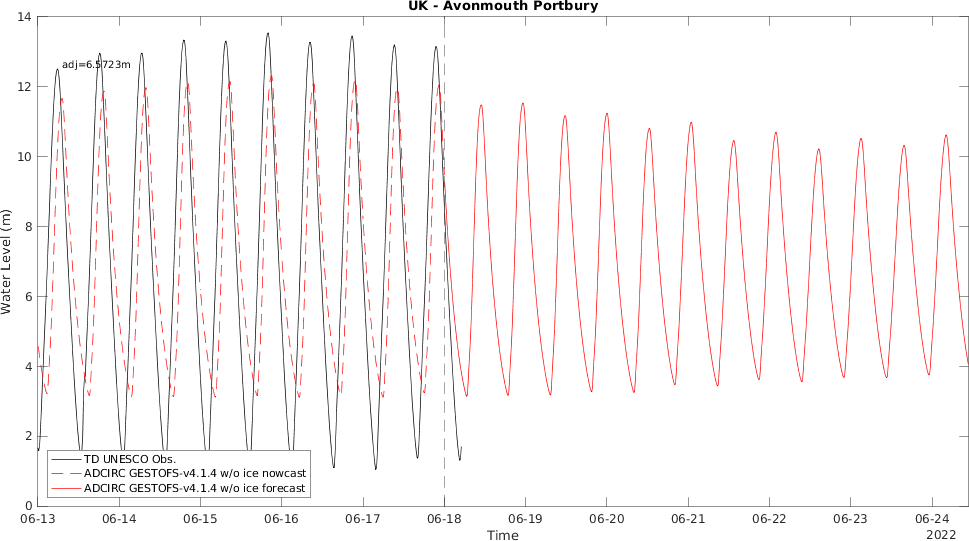 UK - Avonmouth Portbury
14
12
10
8
6
4
2
0
Water Level (m)
adj=6.5723m
TD UNESCO Obs.
ADCIRC GESTOFS-v4.1.4 w/o ice nowcast
ADCIRC GESTOFS-v4.1.4 w/o ice forecast
06-13 06-14 06-15 06-16 06-17 06-18 06-19 06-20 06-21 06-22 06-23 06-24
Time
2022